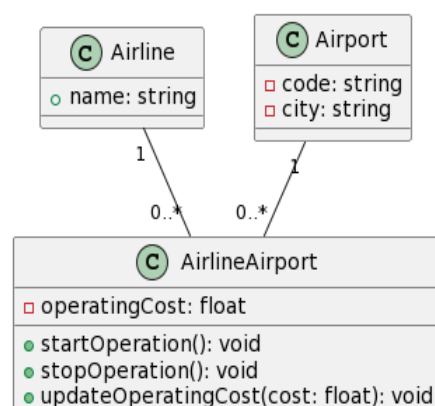 C Airline
name: string
C Airport
code: string
city: string
1
1
0..*
0..*
C AirlineAirport
operatingCost: float
startOperation(): void
stopOperation(): void
updateOperatingCost(cost: float): void